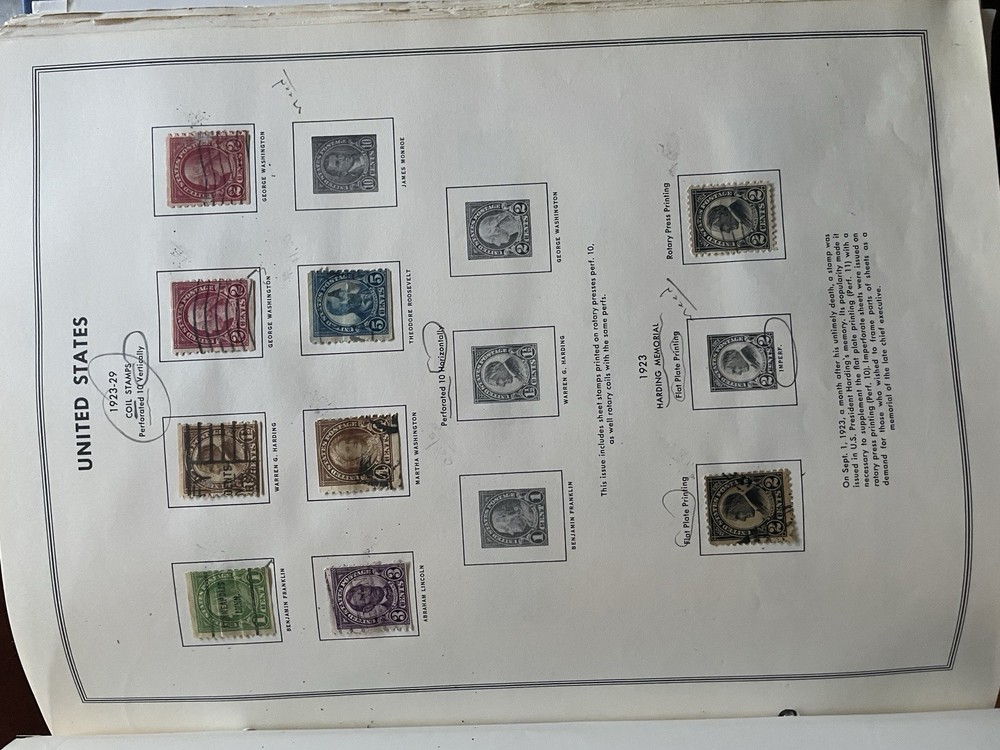 UNITED STATES
1923-29
COIL STAMPS
Perforated 10 Vertically
BENJAMIN FRANKLIN
WARREN G. HARDING
GEORGE WASHINGTON
GEORGE WASHINGTON
ABRAHAM LINCOLN
MARTHA WASHINGTON
THEODORE ROOSEVELT
JAMES MONROE
Perforated 10 Horizontally
BENJAMIN FRANKLIN
WARREN G. HARDING
GEORGE WASHINGTON
This issue includes sheet stamps printed on rotary presses perf. 10,
as well rotary coils with the same perfs.
1923
HARDING MEMORIAL
Flat Plate Printing
Flat Plate Printing
Rotary Press Printing
IMPERF.
On Sept. 1, 1923, a month after his untimely death, a stamp was
issued in U.S. President Harding's memory. Its popularity made it
necessary to supplement the flat plate printing (Perf. 11) with a
rotary press printing (Perf. 10). Imperforate sheets were issued on
demand for those who wished to frame parts of sheets as a
memorial of the late chief executive.